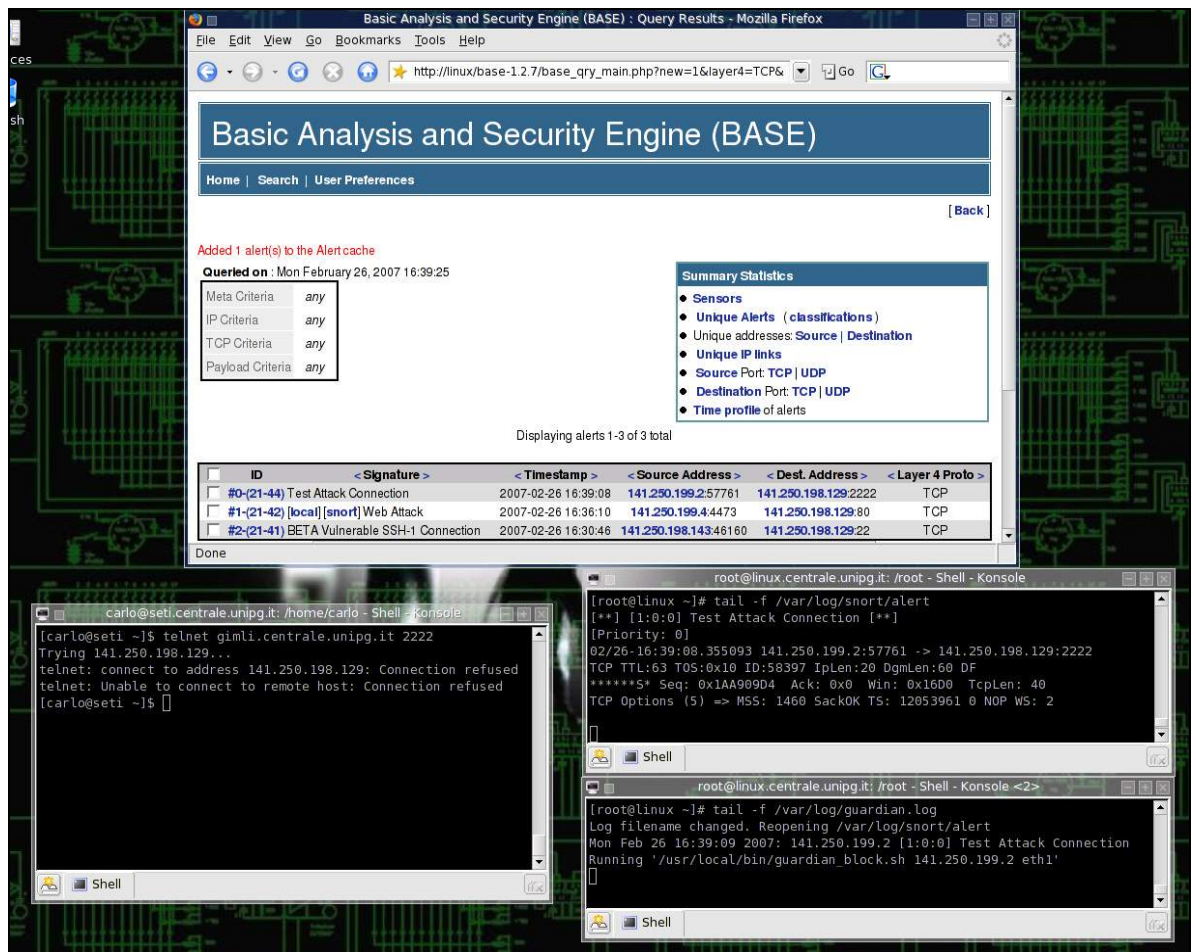 ces
sh
Basic Analysis and Security Engine (BASE) : Query Results - Mozilla Firefox
File Edit View Go Bookmarks Tools Help
http://linux/base-1.2.7/base_qry_main.php?new=1&layer4=TCP& Go
Basic Analysis and Security Engine (BASE)
Home | Search | User Preferences
[ Back ]
Added 1 alert(s) to the Alert cache
Queried on : Mon February 26, 2007 16:39:25
Meta Criteria any
IP Criteria any
TCP Criteria any
Payload Criteria any
Summary Statistics
Sensors
Unique Alerts ( classifications )
Unique addresses: Source | Destination
Unique IP links
Source Port: TCP | UDP
Destination Port: TCP | UDP
Time profile of alerts
Displaying alerts 1-3 of 3 total
ID < Signature > < Timestamp > < Source Address > < Dest. Address > < Layer 4 Proto >
#0-(21-44) Test Attack Connection 2007-02-26 16:39:08 141.250.199.2:57761 141.250.198.129:2222 TCP
#1-(21-42) [local] [snort] Web Attack 2007-02-26 16:36:10 141.250.199.4:4473 141.250.198.129:80 TCP
#2-(21-41) BETA Vulnerable SSH-1 Connection 2007-02-26 16:30:46 141.250.198.143:46160 141.250.198.129:22 TCP
Done
carlo@seti.centrale.unipg.it: /home/carlo - Shell - Konsole
[carlo@seti ~]$ telnet gimli.centrale.unipg.it 2222
Trying 141.250.198.129...
telnet: connect to address 141.250.198.129: Connection refused
telnet: Unable to connect to remote host: Connection refused
[carlo@seti ~]$
Shell
root@linux.centrale.unipg.it: /root - Shell - Konsole
[root@linux ~]# tail -f /var/log/snort/alert
[**] [1:0:0] Test Attack Connection [**]
[Priority: 0]
02/26-16:39:08.355093 141.250.199.2:57761 -> 141.250.198.129:2222
TCP TTL:63 TOS:0x10 ID:58397 IpLen:20 DgmLen:60 DF
******S* Seq: 0x1AA909D4 Ack: 0x0 Win: 0x16D0 TcpLen: 40
TCP Options (5) => MSS: 1460 SackOK TS: 12053961 0 NOP WS: 2
Shell
root@linux.centrale.unipg.it: /root - Shell - Konsole <2>
[root@linux ~]# tail -f /var/log/guardian.log
Log filename changed. Reopening /var/log/snort/alert
Mon Feb 26 16:39:09 2007: 141.250.199.2 [1:0:0] Test Attack Connection
Running '/usr/local/bin/guardian_block.sh 141.250.199.2 eth1'
Shell